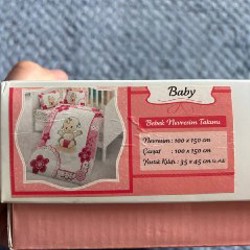 Baby
Bebek Nevresim Takımı
Nevresim : 100 x 150 cm
Çarşaf : 100 x 150 cm
Yastık Kılıfı : 35 x 45 cm